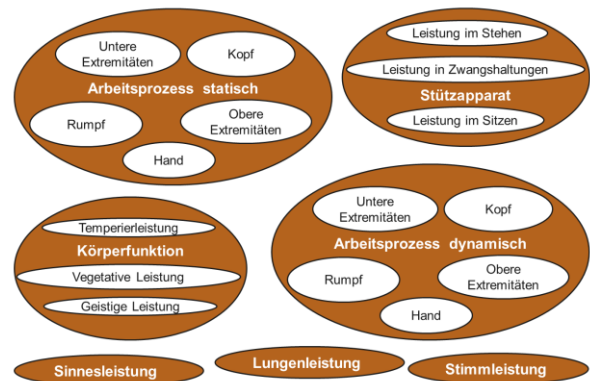 Untere
Extremitäten
Kopf
Arbeitsprozess statisch
Rumpf
Obere
Extremitäten
Hand
Leistung im Stehen
Leistung in Zwangshaltungen
Stützapparat
Leistung im Sitzen
Temperierleistung
Körperfunktion
Vegetative Leistung
Geistige Leistung
Untere
Extremitäten
Kopf
Arbeitsprozess dynamisch
Rumpf
Obere
Extremitäten
Hand
Sinnesleistung
Lungenleistung
Stimmleistung